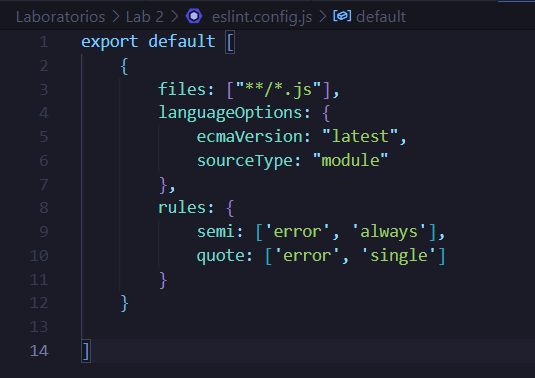 Laboratorios > Lab 2 > eslint.config.js > default
1 export default [
2     {
3         files: ["**/*.js"],
4         languageOptions: {
5             ecmaVersion: "latest",
6             sourceType: "module"
7         },
8         rules: {
9             semi: ['error', 'always'],
10             quote: ['error', 'single']
11         }
12     }
13
14 ]